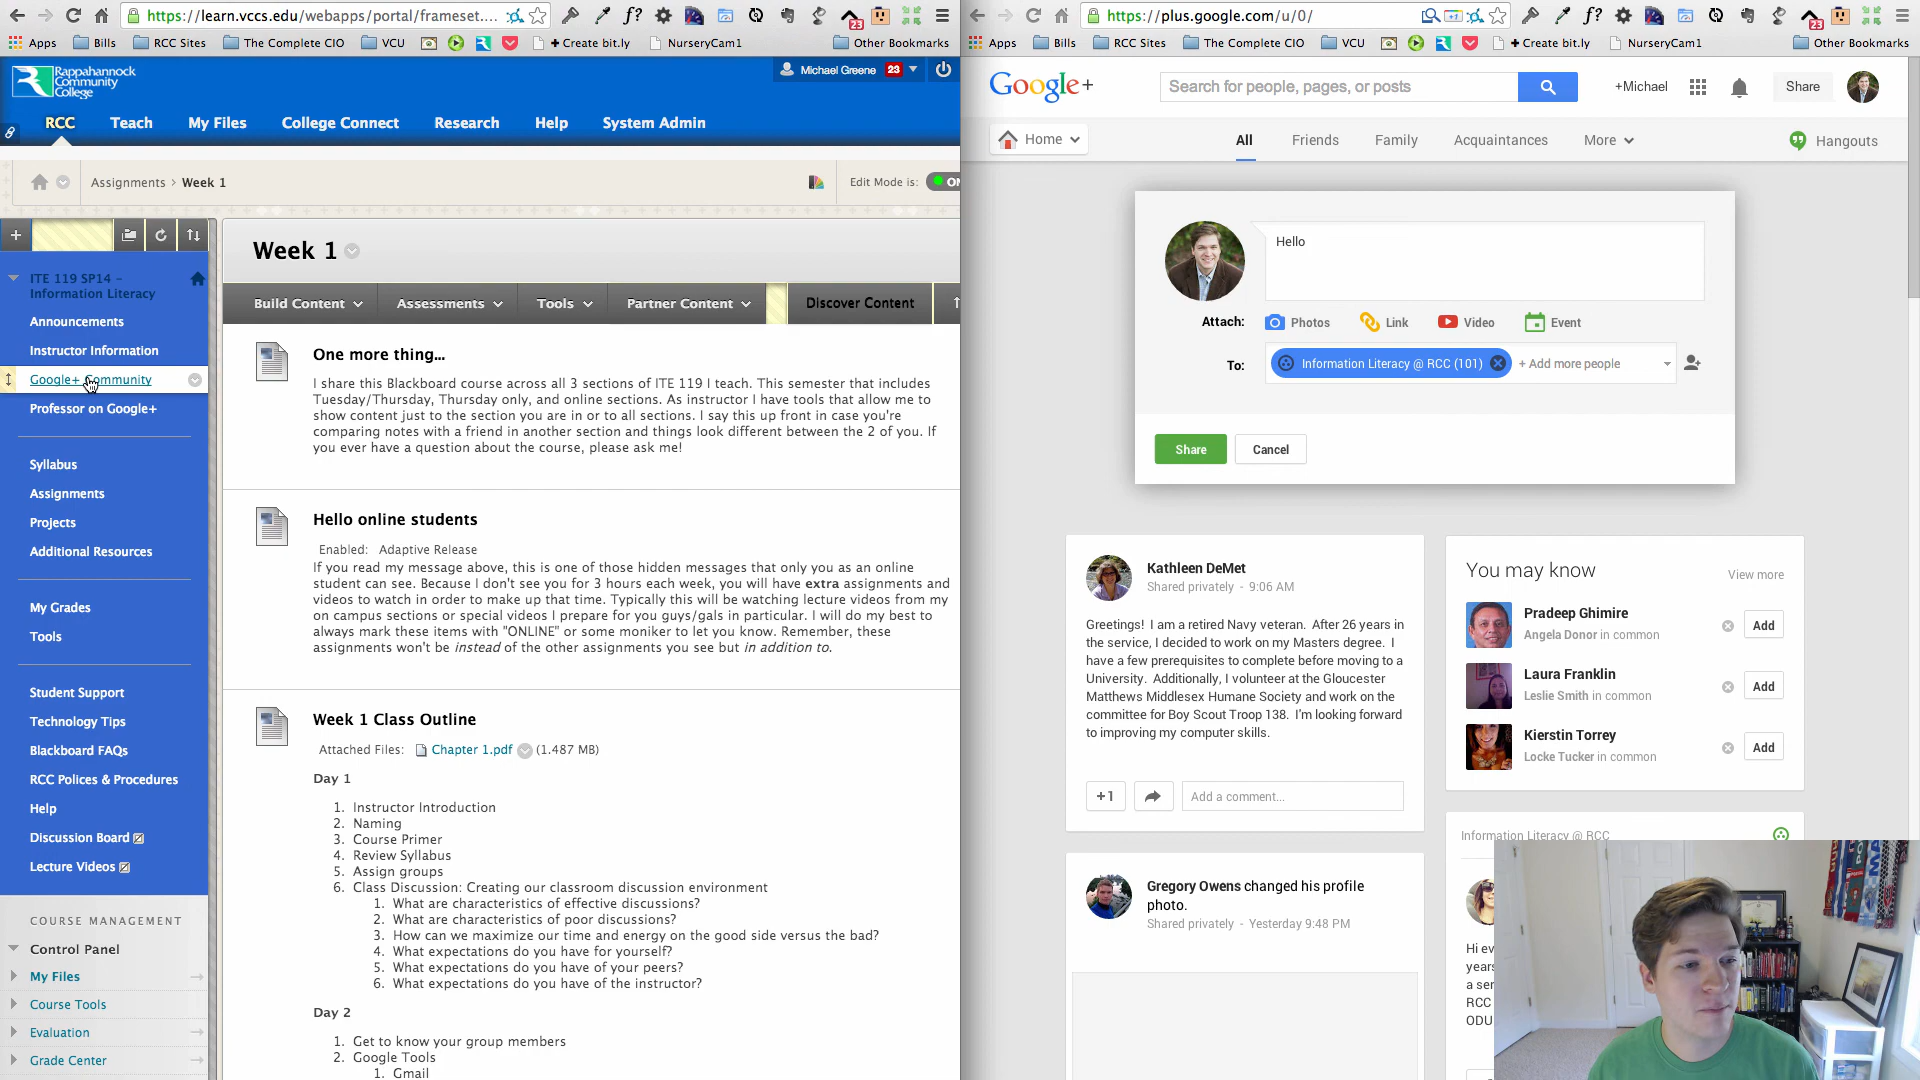 https://learn.vccs.edu/webapps/portal/frameset....
Apps Bills RCC Sites The Complete CIO VCU + Create bit.ly NurseryCam1 Other Bookmarks
Rappahannock
Community
College
Michael Greene 23
RCC Teach My Files College Connect Research Help System Admin
Assignments > Week 1
Edit Mode is: ON
ITE 119 SP14 -
Information Literacy
Announcements
Instructor Information
Google+ Community
Professor on Google+
Syllabus
Assignments
Projects
Additional Resources
My Grades
Tools
Student Support
Technology Tips
Blackboard FAQs
RCC Polices & Procedures
Help
Discussion Board
Lecture Videos
COURSE MANAGEMENT
Control Panel
My Files
Course Tools
Evaluation
Grade Center
Week 1
Build Content Assessments Tools Partner Content Discover Content
One more thing...
I share this Blackboard course across all 3 sections of ITE 119 I teach. This semester that includes
Tuesday/Thursday, Thursday only, and online sections. As instructor I have tools that allow me to
show content just to the section you are in or to all sections. I say this up front in case you're
comparing notes with a friend in another section and things look different between the 2 of you. If
you ever have a question about the course, please ask me!
Hello online students
Enabled: Adaptive Release
If you read my message above, this is one of those hidden messages that only you as an online
student can see. Because I don't see you for 3 hours each week, you will have extra assignments and
videos to watch in order to make up that time. Typically this will be watching lecture videos from my
on campus sections or special videos I prepare for you guys/gals in particular. I will do my best to
always mark these items with "ONLINE" or some moniker to let you know. Remember, these
assignments won't be instead of the other assignments you see but in addition to.
Week 1 Class Outline
Attached Files: Chapter 1.pdf (1.487 MB)
Day 1
1. Instructor Introduction
2. Naming
3. Course Primer
4. Review Syllabus
5. Assign groups
6. Class Discussion: Creating our classroom discussion environment
1. What are characteristics of effective discussions?
2. What are characteristics of poor discussions?
3. How can we maximize our time and energy on the good side versus the bad?
4. What expectations do you have for yourself?
5. What expectations do you have of your peers?
6. What expectations do you have of the instructor?
Day 2
1. Get to know your group members
2. Google Tools
1. Gmail
https://plus.google.com/u/0/
23
Apps Bills RCC Sites The Complete CIO VCU + Create bit.ly NurseryCam1 Other Bookmarks
Google+
Search for people, pages, or posts
+Michael
Share
Home
All Friends Family Acquaintances More
Hangouts
Hello
Attach: Photos Link Video Event
To: Information Literacy @ RCC (101) + Add more people
Share Cancel
Kathleen DeMet
Shared privately - 9:06 AM
Greetings! I am a retired Navy veteran. After 26 years in
the service, I decided to work on my Masters degree. I
have a few prerequisites to complete before moving to a
University. Additionally, I volunteer at the Gloucester
Matthews Middlesex Humane Society and work on the
committee for Boy Scout Troop 138. I'm looking forward
to improving my computer skills.
+1 Add a comment...
Gregory Owens changed his profile
photo.
Shared privately - Yesterday 9:48 PM
You may know View more
Pradeep Ghimire
Angela Donor in common
Add
Laura Franklin
Leslie Smith in common
Add
Kierstin Torrey
Locke Tucker in common
Add
Information Literacy @ RCC
Hi ev
years
a ser
RCC
ODU